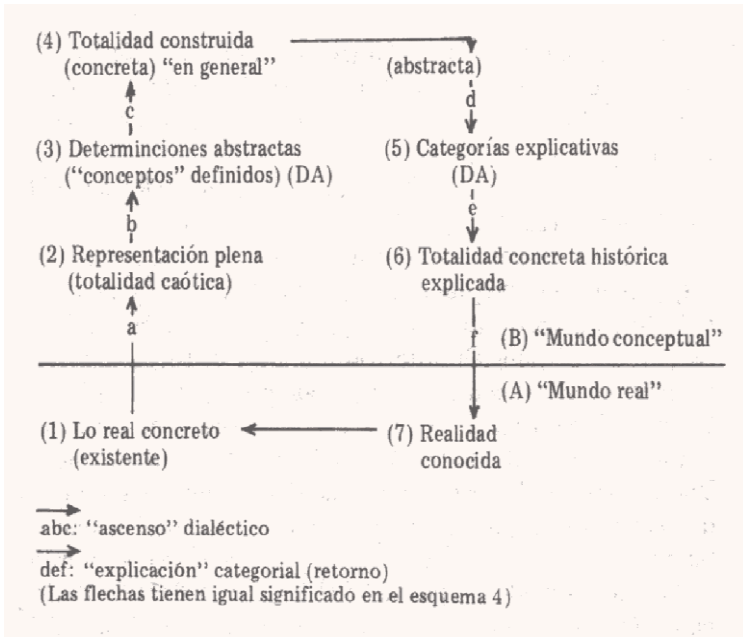 (4) Totalidad construida
(concreta) “en general”
(abstracta)
c
d
(3) Determinciones abstractas
(“conceptos” definidos) (DA)
(5) Categorías explicativas
(DA)
b
e
(2) Representación plena
(totalidad caótica)
(6) Totalidad concreta histórica
explicada
a
f
(B) “Mundo conceptual”
(A) “Mundo real”
(1) Lo real concreto
(existente)
(7) Realidad
conocida
abc: “ascenso” dialéctico
def: “explicación” categorial (retorno)
(Las flechas tienen igual significado en el esquema 4)